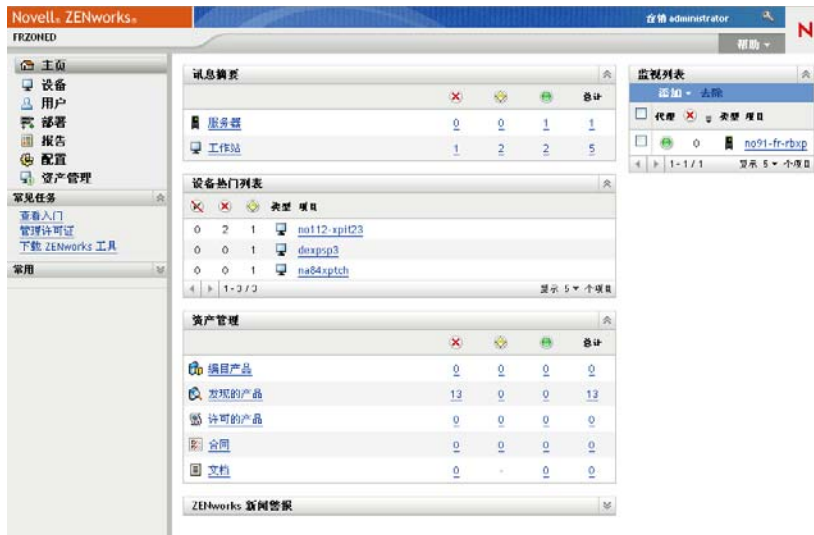 Novell® ZENworks®
登销 administrator
N
FRZONED
帮助
主页
设备
用户
部署
报告
配置
资产管理
常见任务
查看入门
管理许可证
下载 ZENworks 工具
常用
讯息摘要
总计
服务器 0 0 1 1
工作站 1 2 2 5
设备热门列表
类型 项目
0 2 1 no112-xpit23
0 0 1 dexpsp3
0 0 1 na84xptch
1-3 / 3 显示 5 个项目
资产管理
总计
编目产品 0 0 0 0
发现的产品 13 0 0 13
许可的产品 0 0 0 0
合同 0 0 0 0
文档 0 - 0 0
ZENworks 新闻警报
监视列表
添加 去除
代理 类型 项目
0 no91-fr-rbxp
1-1 / 1 显示 5 个项目